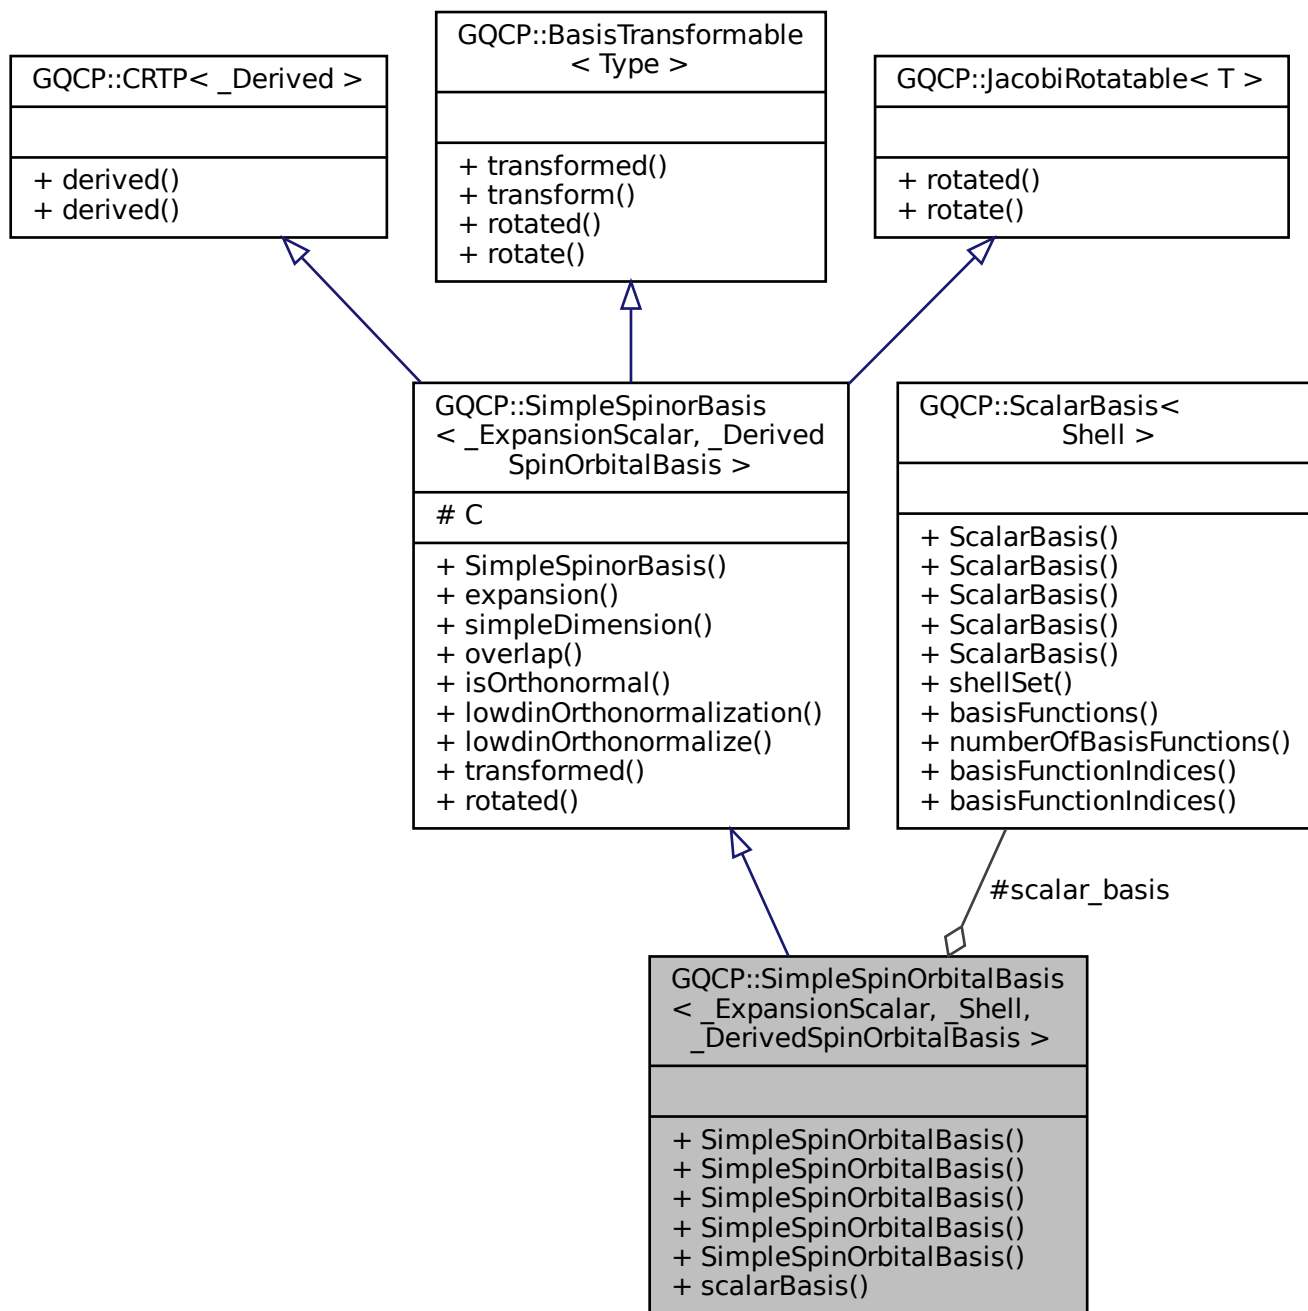 GQCP::CRTP< _Derived >
+ derived()
+ derived()
GQCP::BasisTransformable
< Type >
+ transformed()
+ transform()
+ rotated()
+ rotate()
GQCP::JacobiRotatable< T >
+ rotated()
+ rotate()
GQCP::SimpleSpinorBasis
< _ExpansionScalar, _Derived
SpinOrbitalBasis >
# C
+ SimpleSpinorBasis()
+ expansion()
+ simpleDimension()
+ overlap()
+ isOrthonormal()
+ lowdinOrthonormalization()
+ lowdinOrthonormalize()
+ transformed()
+ rotated()
GQCP::ScalarBasis<
Shell >
+ ScalarBasis()
+ ScalarBasis()
+ ScalarBasis()
+ ScalarBasis()
+ ScalarBasis()
+ shellSet()
+ basisFunctions()
+ numberOfBasisFunctions()
+ basisFunctionIndices()
+ basisFunctionIndices()
#scalar_basis
GQCP::SimpleSpinOrbitalBasis
< _ExpansionScalar, _Shell,
_DerivedSpinOrbitalBasis >
+ SimpleSpinOrbitalBasis()
+ SimpleSpinOrbitalBasis()
+ SimpleSpinOrbitalBasis()
+ SimpleSpinOrbitalBasis()
+ SimpleSpinOrbitalBasis()
+ scalarBasis()